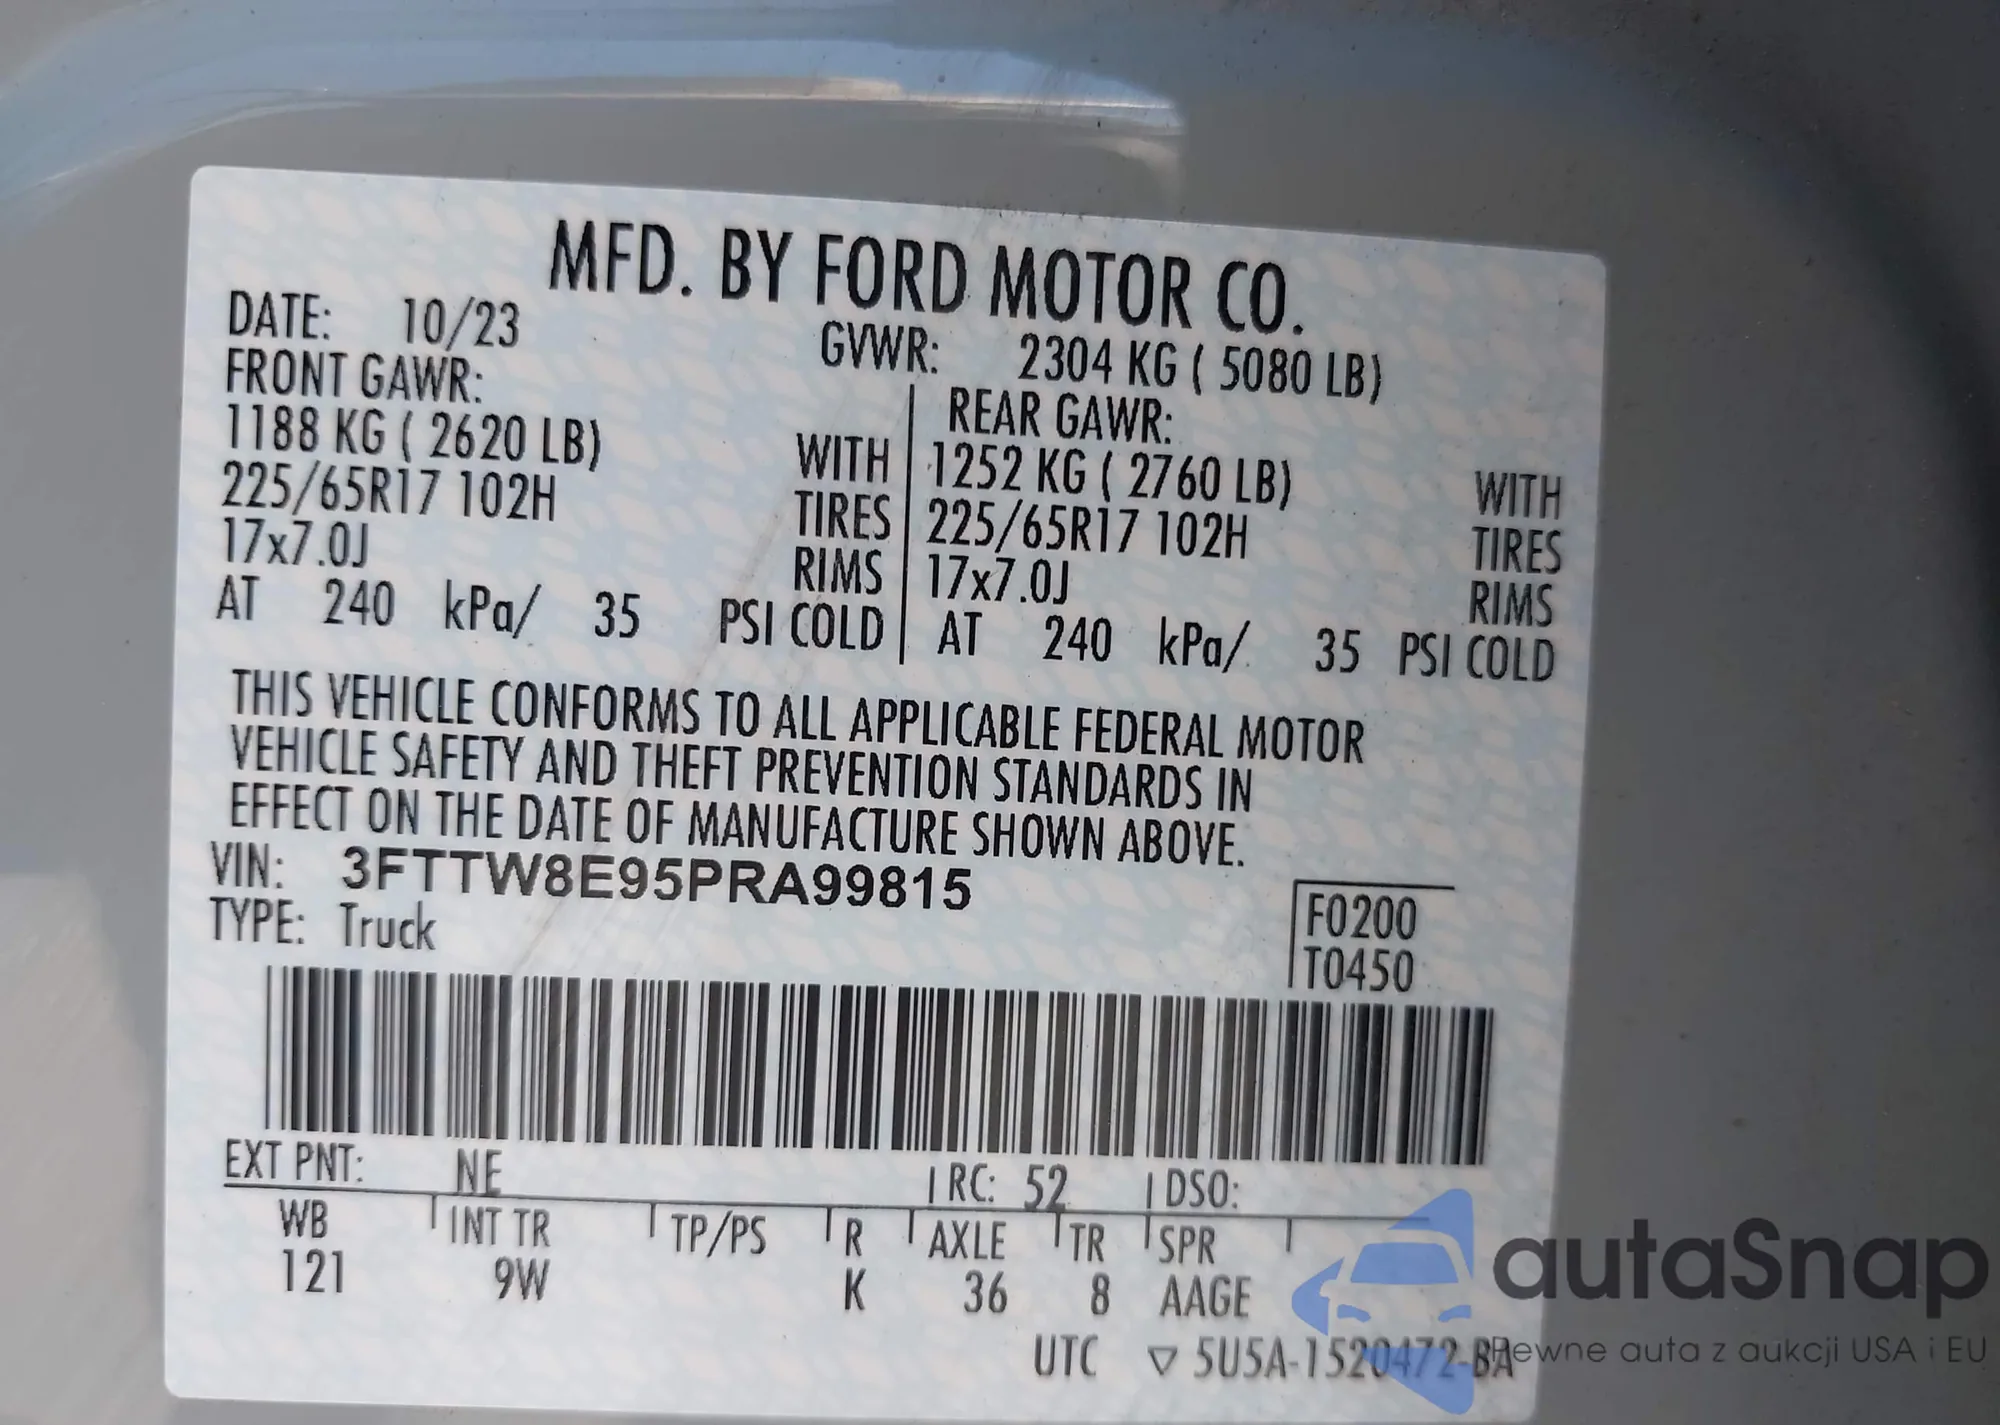 MFD. BY FORD MOTOR CO.
DATE: 10/23 GVWR: 2304 KG ( 5080 LB)
FRONT GAWR: REAR GAWR:
1188 KG ( 2620 LB) WITH 1252 KG ( 2760 LB) WITH
225/65R17 102H TIRES 225/65R17 102H TIRES
17x7.0J RIMS 17x7.0J RIMS
AT 240 kPa/ 35 PSI COLD AT 240 kPa/ 35 PSI COLD
THIS VEHICLE CONFORMS TO ALL APPLICABLE FEDERAL MOTOR
VEHICLE SAFETY AND THEFT PREVENTION STANDARDS IN
EFFECT ON THE DATE OF MANUFACTURE SHOWN ABOVE.
VIN: 3FTTW8E95PRA99815
TYPE: Truck
F0200
T0450
EXT PNT: NE RC: 52 DSO:
WB INT TR TP/PS R AXLE TR SPR
121 9W K 36 8 AAGE
UTC ▽ 5U5A-1520472-BA
autaSnap
Pewne auta z aukcji USA i EU